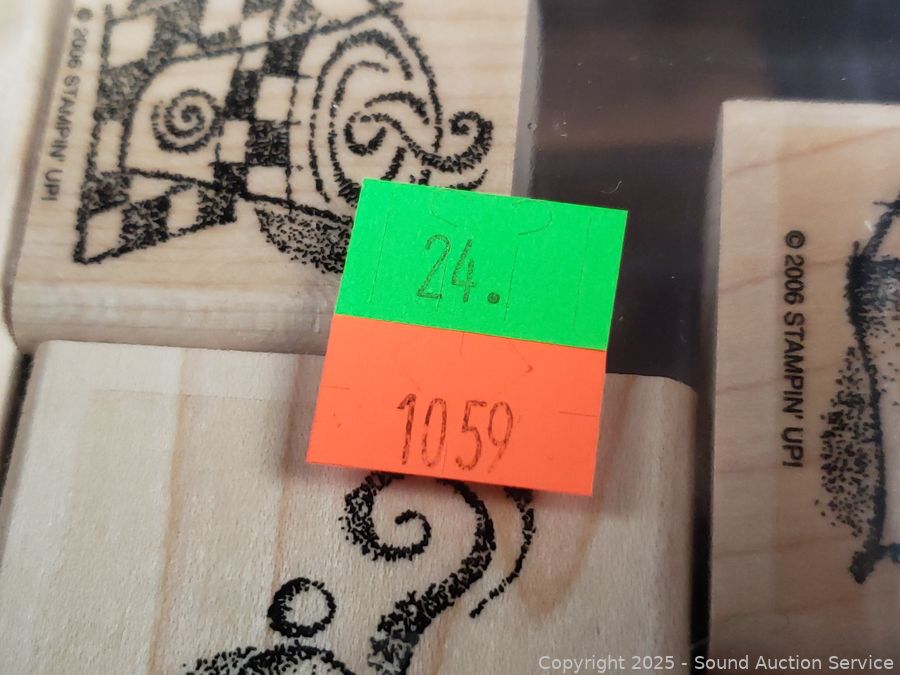 © 2006 STAMPIN' UP!
24.
1059
© 2006 STAMPIN' UP!
Copyright 2025 - Sound Auction Service